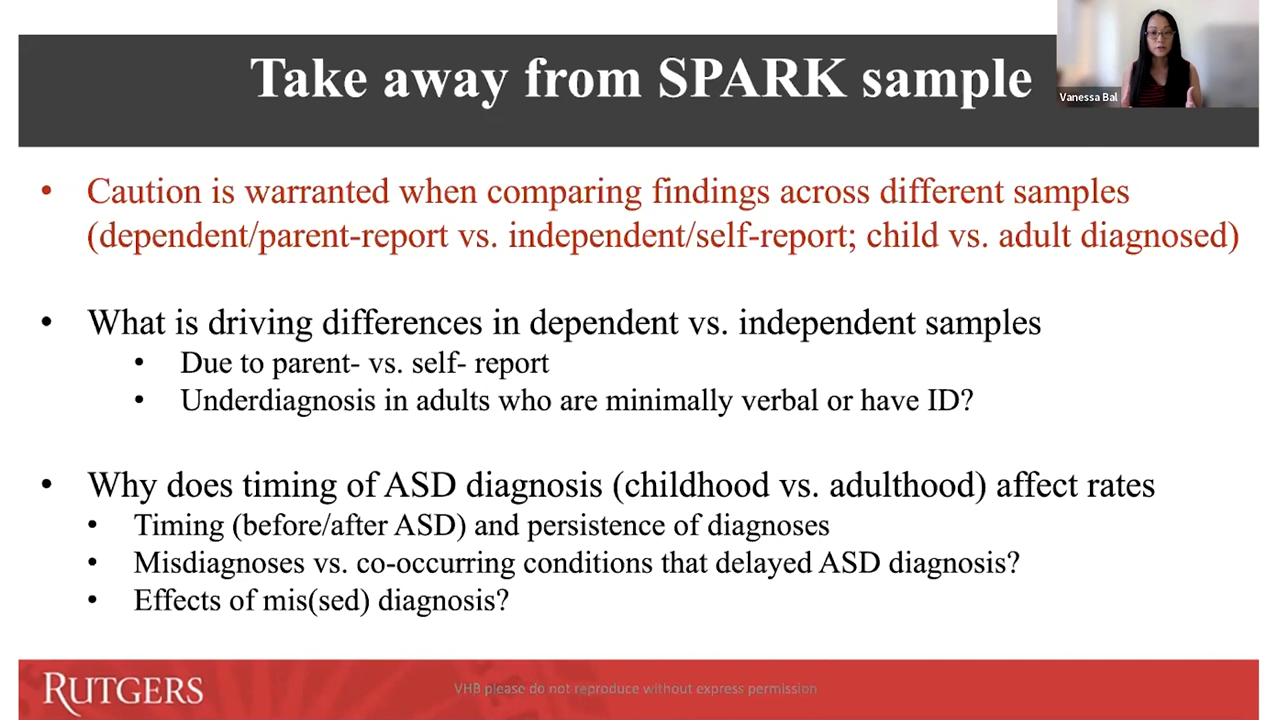 Take away from SPARK sample
Vanessa Bal
• Caution is warranted when comparing findings across different samples
(dependent/parent-report vs. independent/self-report; child vs. adult diagnosed)
• What is driving differences in dependent vs. independent samples
• Due to parent- vs. self- report
• Underdiagnosis in adults who are minimally verbal or have ID?
• Why does timing of ASD diagnosis (childhood vs. adulthood) affect rates
• Timing (before/after ASD) and persistence of diagnoses
• Misdiagnoses vs. co-occurring conditions that delayed ASD diagnosis?
• Effects of mis(sed) diagnosis?
RUTGERS
VHB please do not reproduce without express permission